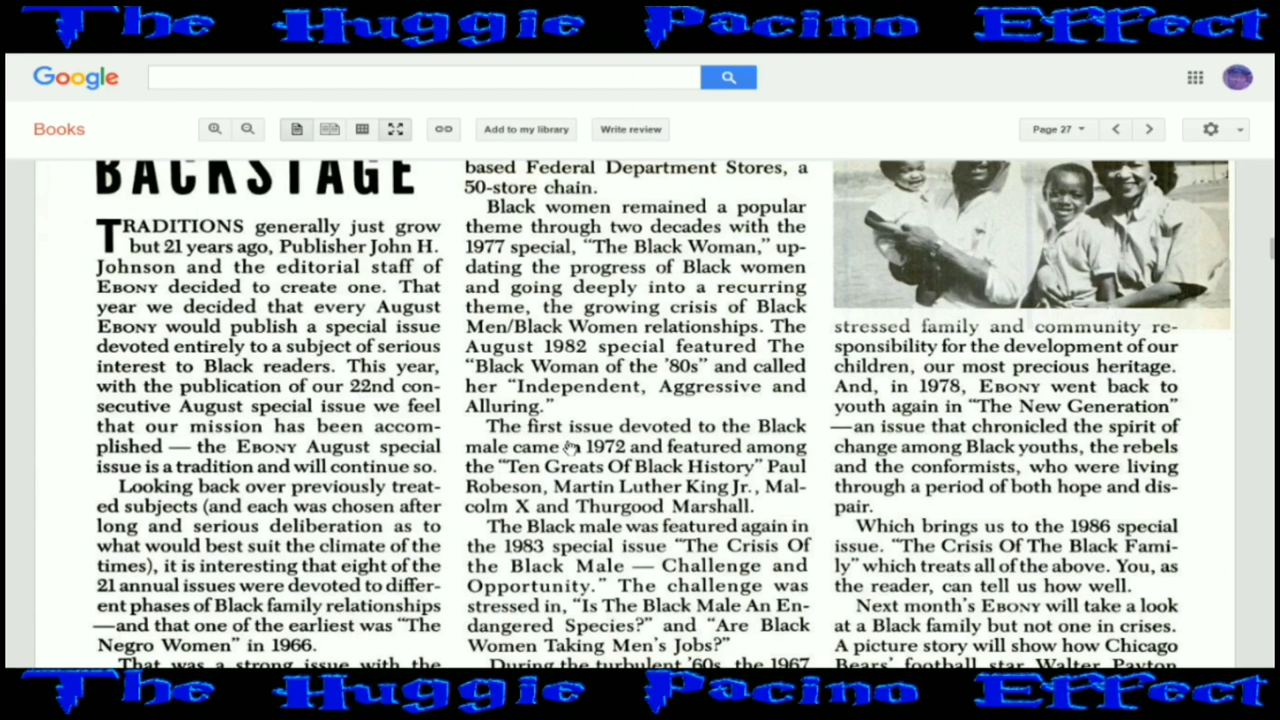 The Huggie Pacino Effect
Google
Books
Add to my library
Write review
Page 27
BACKSTAGE
TRADITIONS generally just grow
but 21 years ago, Publisher John H.
Johnson and the editorial staff of
EBONY decided to create one. That
year we decided that every August
EBONY would publish a special issue
devoted entirely to a subject of serious
interest to Black readers. This year,
with the publication of our 22nd con-
secutive August special issue we feel
that our mission has been accom-
plished — the EBONY August special
issue is a tradition and will continue so.
Looking back over previously treat-
ed subjects (and each was chosen after
long and serious deliberation as to
what would best suit the climate of the
times), it is interesting that eight of the
21 annual issues were devoted to differ-
ent phases of Black family relationships
—and that one of the earliest was “The
Negro Women” in 1966.
That was a strong issue with the
based Federal Department Stores, a
50-store chain.
Black women remained a popular
theme through two decades with the
1977 special, “The Black Woman,” up-
dating the progress of Black women
and going deeply into a recurring
theme, the growing crisis of Black
Men/Black Women relationships. The
August 1982 special featured The
“Black Woman of the ’80s” and called
her “Independent, Aggressive and
Alluring.”
The first issue devoted to the Black
male came 1972 and featured among
the “Ten Greats Of Black History” Paul
Robeson, Martin Luther King Jr., Mal-
colm X and Thurgood Marshall.
The Black male was featured again in
the 1983 special issue “The Crisis Of
the Black Male — Challenge and
Opportunity.” The challenge was
stressed in, “Is The Black Male An En-
dangered Species?” and “Are Black
Women Taking Men’s Jobs?”
During the turbulent ’60s, the 1967
stressed family and community re-
sponsibility for the development of our
children, our most precious heritage.
And, in 1978, EBONY went back to
youth again in “The New Generation”
—an issue that chronicled the spirit of
change among Black youths, the rebels
and the conformists, who were living
through a period of both hope and dis-
pair.
Which brings us to the 1986 special
issue. “The Crisis Of The Black Fami-
ly” which treats all of the above. You, as
the reader, can tell us how well.
Next month’s EBONY will take a look
at a Black family but not one in crises.
A picture story will show how Chicago
Bears’ football star Walter Payton
The Huggie Pacino Effect